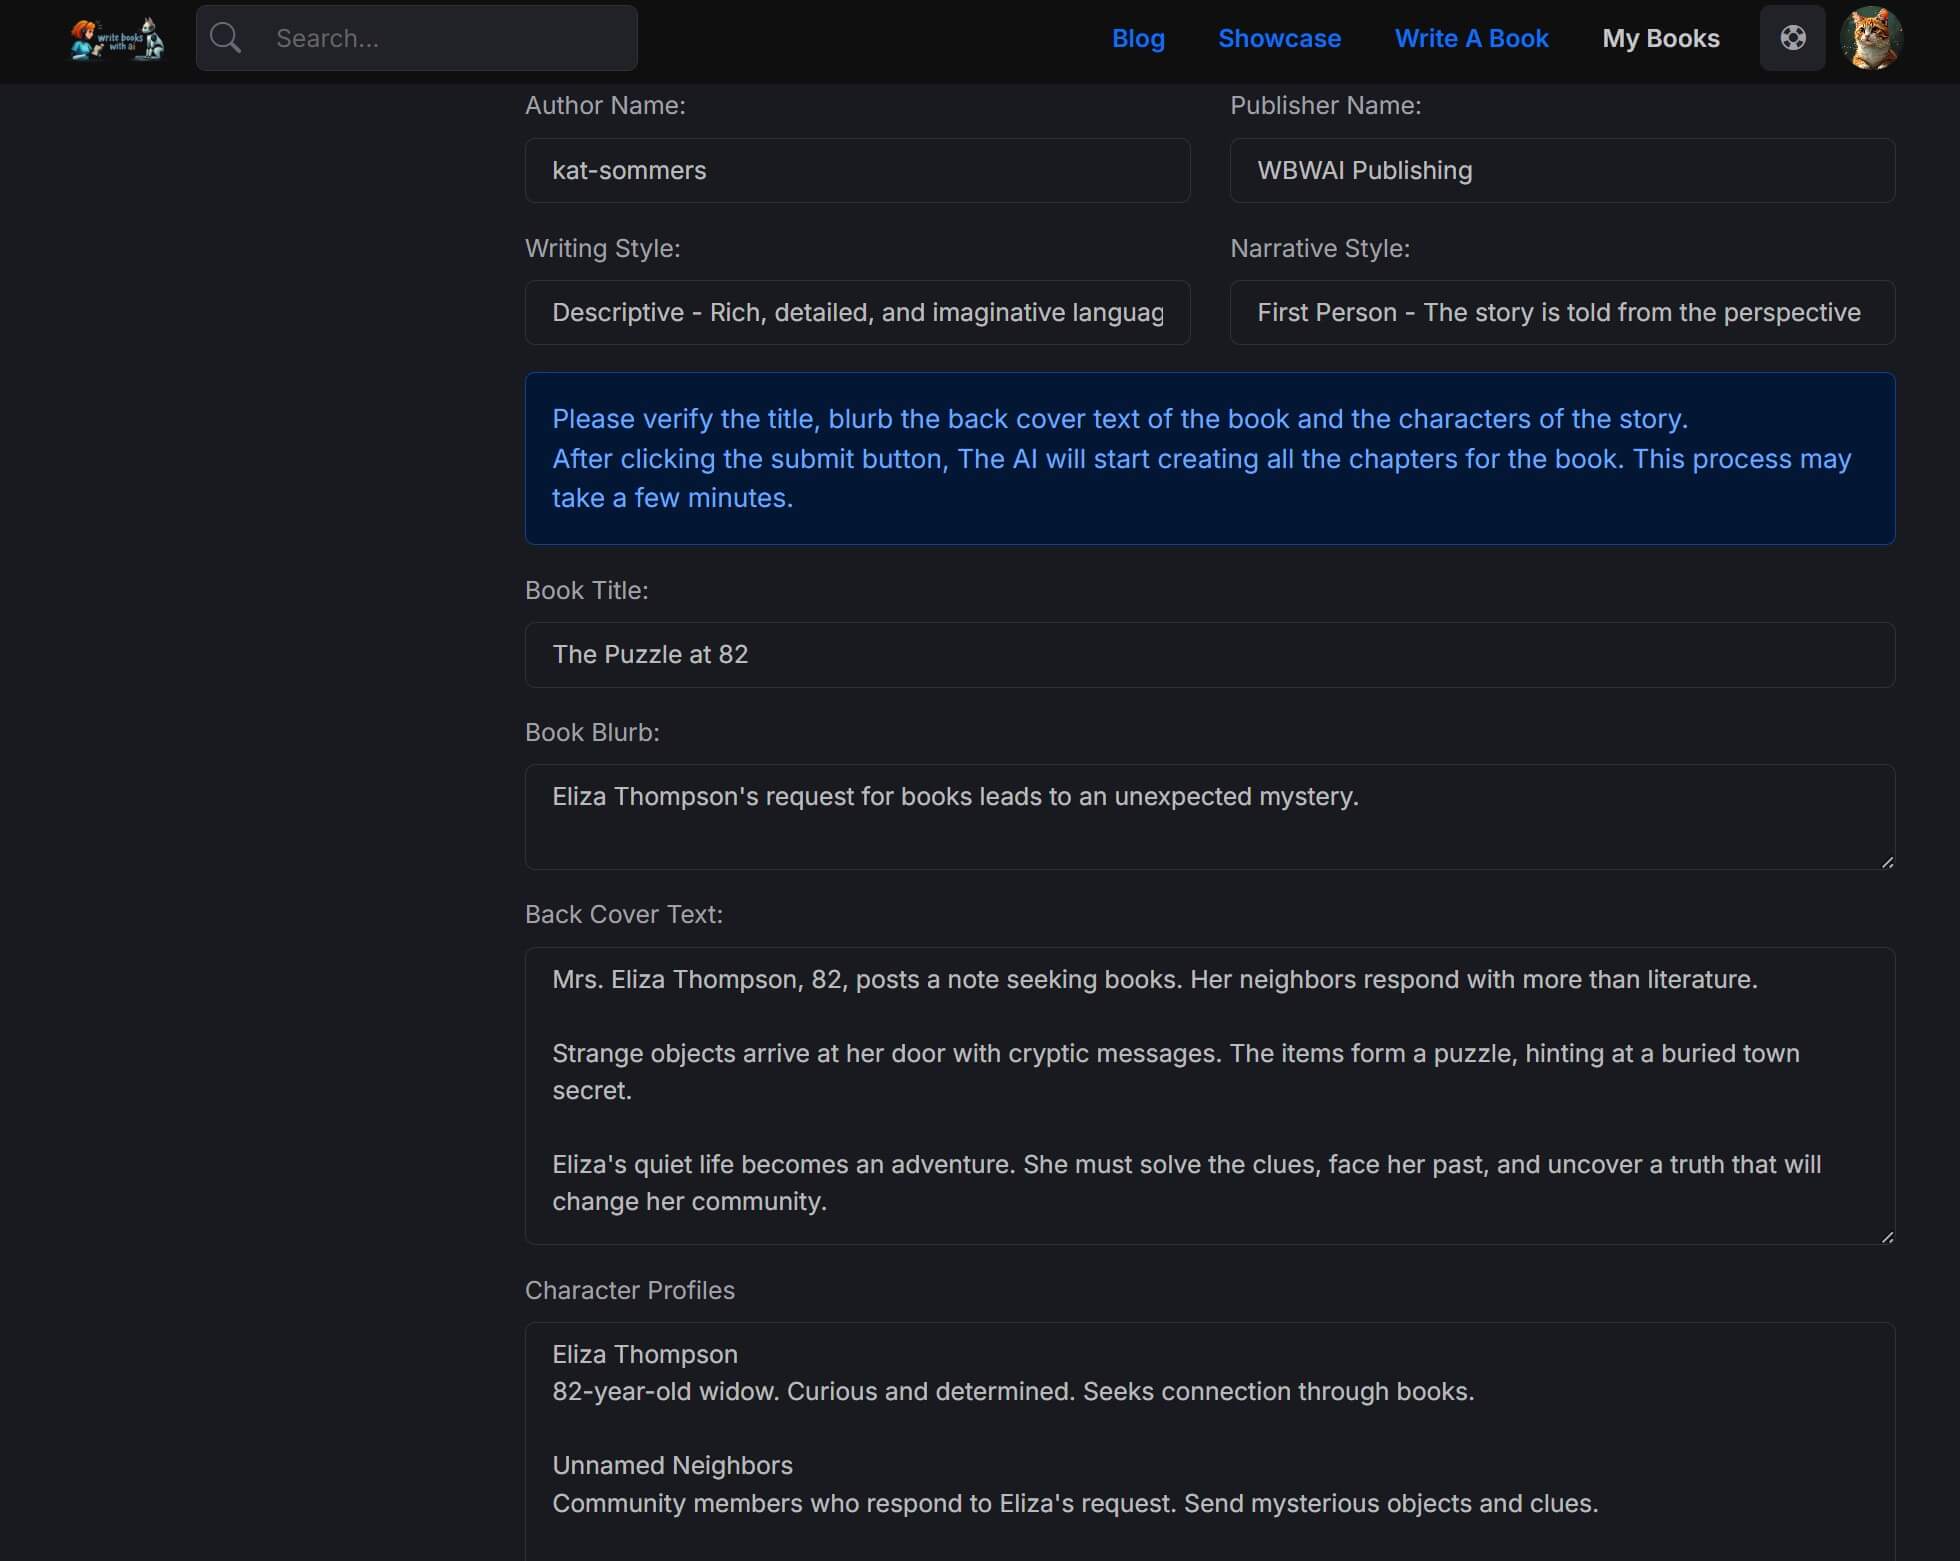 write books
with ai
Search...
Blog
Showcase
Write A Book
My Books
Author Name:
Publisher Name:
kat-sommers
WBWAI Publishing
Writing Style:
Narrative Style:
Descriptive - Rich, detailed, and imaginative languag
First Person - The story is told from the perspective
Please verify the title, blurb the back cover text of the book and the characters of the story.
After clicking the submit button, The AI will start creating all the chapters for the book. This process may
take a few minutes.
Book Title:
The Puzzle at 82
Book Blurb:
Eliza Thompson's request for books leads to an unexpected mystery.
Back Cover Text:
Mrs. Eliza Thompson, 82, posts a note seeking books. Her neighbors respond with more than literature.
Strange objects arrive at her door with cryptic messages. The items form a puzzle, hinting at a buried town
secret.
Eliza's quiet life becomes an adventure. She must solve the clues, face her past, and uncover a truth that will
change her community.
Character Profiles
Eliza Thompson
82-year-old widow. Curious and determined. Seeks connection through books.
Unnamed Neighbors
Community members who respond to Eliza's request. Send mysterious objects and clues.